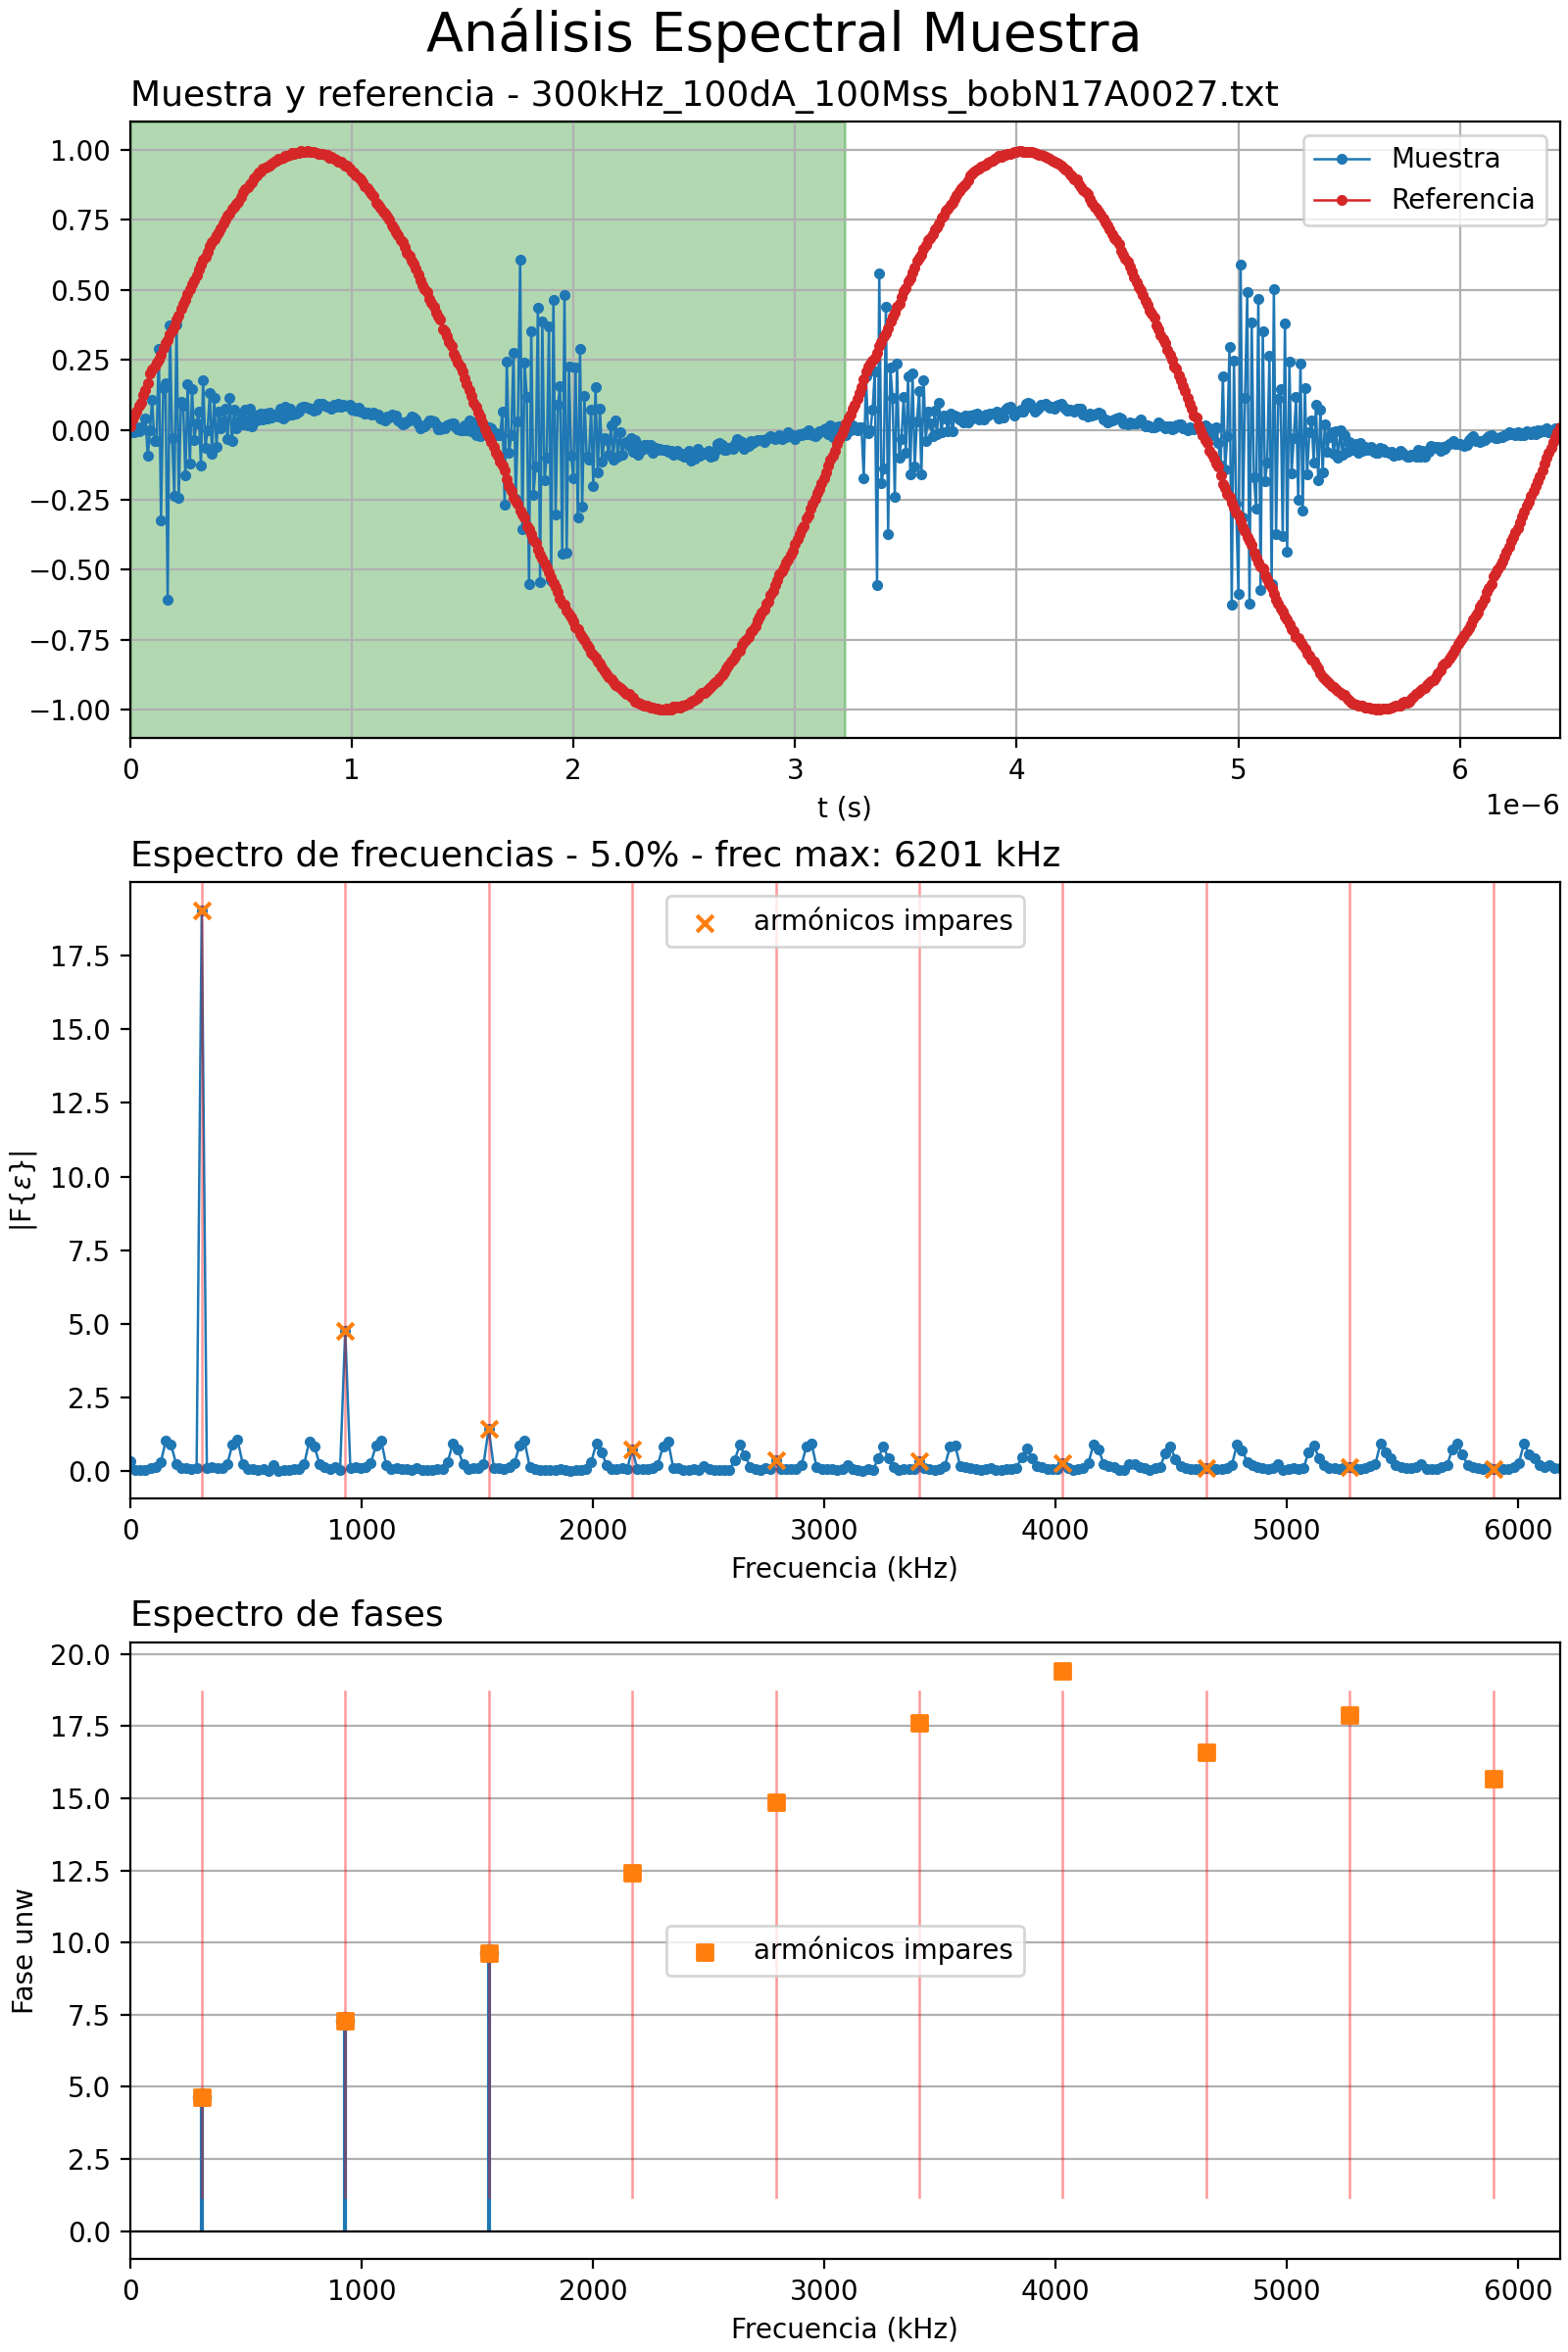 Análisis Espectral Muestra
Muestra y referencia - 300kHz_100dA_100Mss_bobN17A0027.txt
1.00
0.75
0.50
0.25
0.00
−0.25
−0.50
−0.75
−1.00
Muestra
Referencia
0 1 2 3 4 5 6
t (s)
1e−6
Espectro de frecuencias - 5.0% - frec max: 6201 kHz
|F{ε}|
17.5
15.0
12.5
10.0
7.5
5.0
2.5
0.0
armónicos impares
0 1000 2000 3000 4000 5000 6000
Frecuencia (kHz)
Espectro de fases
Fase unw
20.0
17.5
15.0
12.5
10.0
7.5
5.0
2.5
0.0
armónicos impares
0 1000 2000 3000 4000 5000 6000
Frecuencia (kHz)